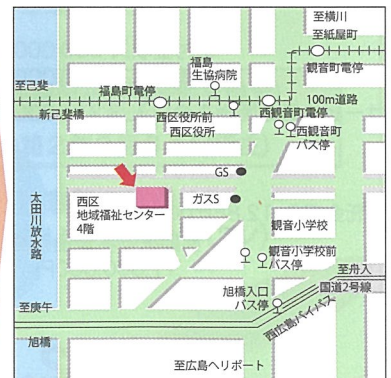 至横川
至紙屋町
福島
生協病院
観音町電停
至己斐
福島町電停
100m道路
新己斐橋
西区役所前
西区役所
西観音町電停
西観音町
バス停
GS
ガスS
西区
地域福祉センター
4階
太田川放水路
観音小学校
観音小学校前
バス停
至舟入
旭橋入口
バス停
国道2号線
至庚午
西広島バイパス
旭橋
至広島ヘリポート